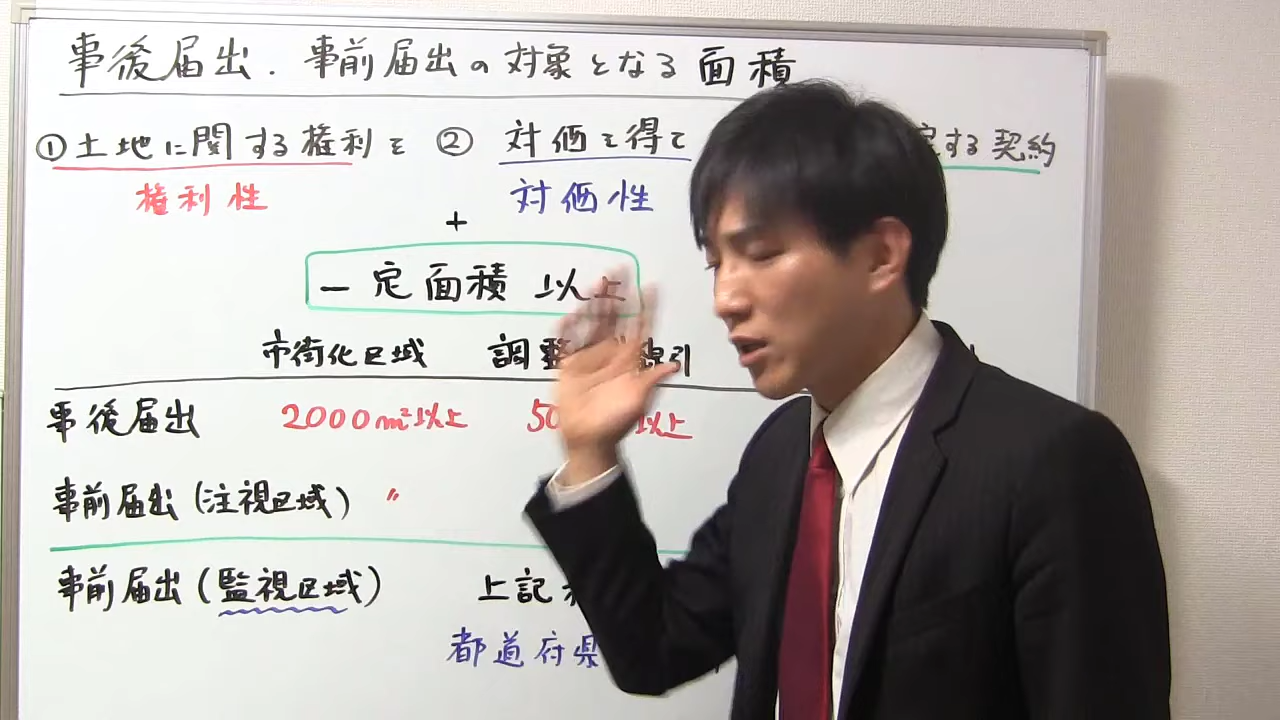 事後届出.事前届出の対象となる面積
①土地に関する権利を ② 対価を得て 定する契約
権利性 対価性
+
一定面積 以上
市街化区域 調整 線引
事後届出 2000m²以上 50 以上
事前届出(注視区域) 〃
事前届出(監視区域) 上記
都道府県